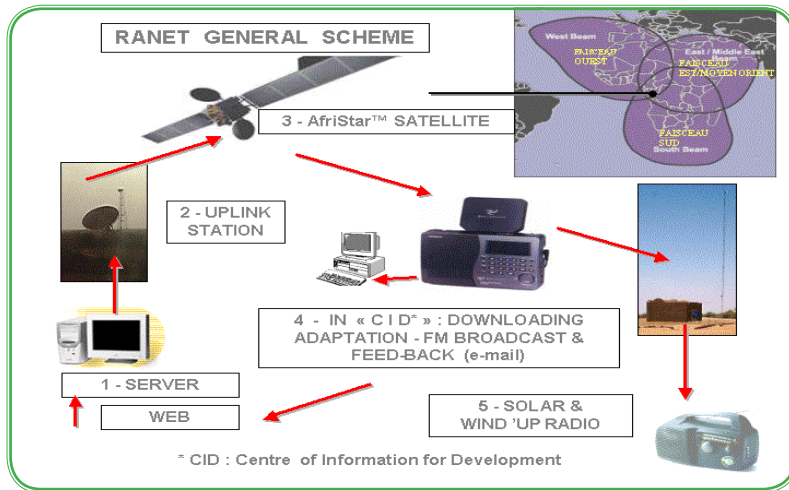 RANET GENERAL SCHEME
West Beam
FAISCEAU
OUEST
East / Middle East
Beam
FAISCEAU
EST/MOYEN ORIENT
FAISCEAU
SUD
South Beam
3 - AfriStar™ SATELLITE
2 - UPLINK
STATION
4 - IN « C I D* » : DOWNLOADING
ADAPTATION - FM BROADCAST &
FEED-BACK (e-mail)
1 - SERVER
WEB
5 - SOLAR &
WIND 'UP RADIO
* CID : Centre of Information for Development